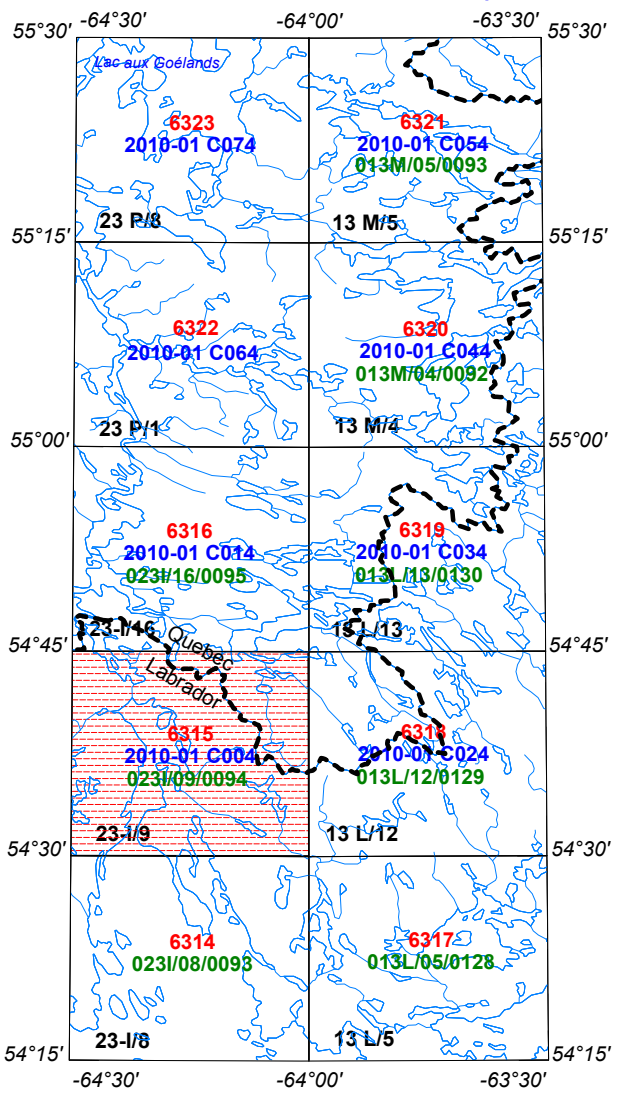 -64°30' -64°00' -63°30'
55°30' 55°30'
Lac aux Goélands
6323
2010-01 C074
23 P/8
6321
2010-01 C054
013M/05/0093
13 M/5
55°15' 55°15'
6322
2010-01 C064
23 P/1
6320
2010-01 C044
013M/04/0092
13 M/4
55°00' 55°00'
6316
2010-01 C014
023I/16/0095
23-I/16
6319
2010-01 C034
013L/13/0130
13 L/13
54°45' 54°45'
Quebec
Labrador
6315
2010-01 C004
023I/09/0094
23-I/9
6318
2010-01 C024
013L/12/0129
13 L/12
54°30' 54°30'
6314
023I/08/0093
23-I/8
6317
013L/05/0128
13 L/5
54°15' 54°15'
-64°30' -64°00' -63°30'